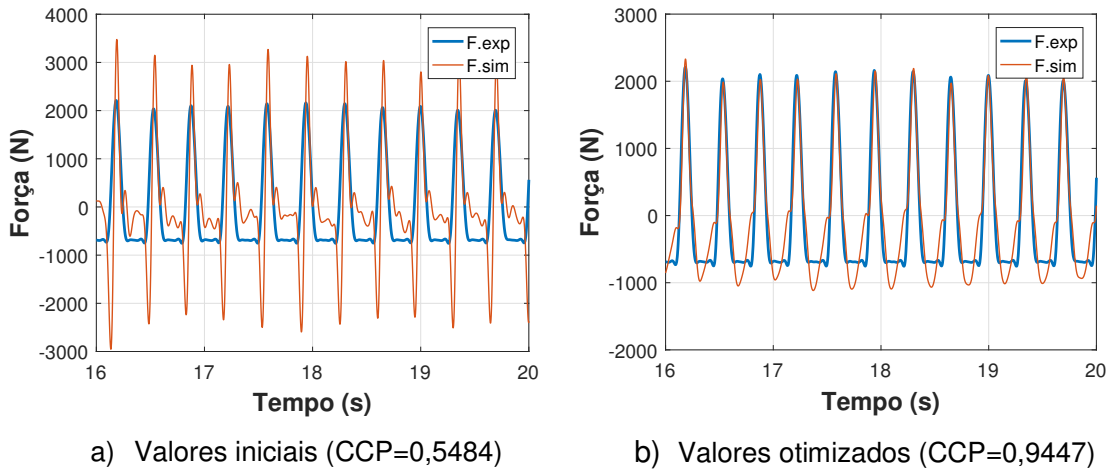 4000
3000
2000
1000
0
-1000
-2000
-3000
Força (N)
16
17
18
19
20
Tempo (s)
F.exp
F.sim
a) Valores iniciais (CCP=0,5484)
3000
2000
1000
0
-1000
-2000
Força (N)
16
17
18
19
20
Tempo (s)
F.exp
F.sim
b) Valores otimizados (CCP=0,9447)